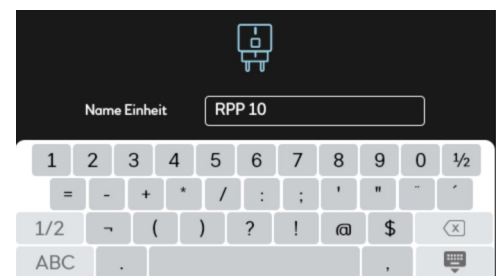 Name Einheit RPP 10
1 2 3 4 5 6 7 8 9 0 ½
= - + * / : ; ' " ¨ ´
1/2 ¬ ( ) ? ! @ $
ABC . ,